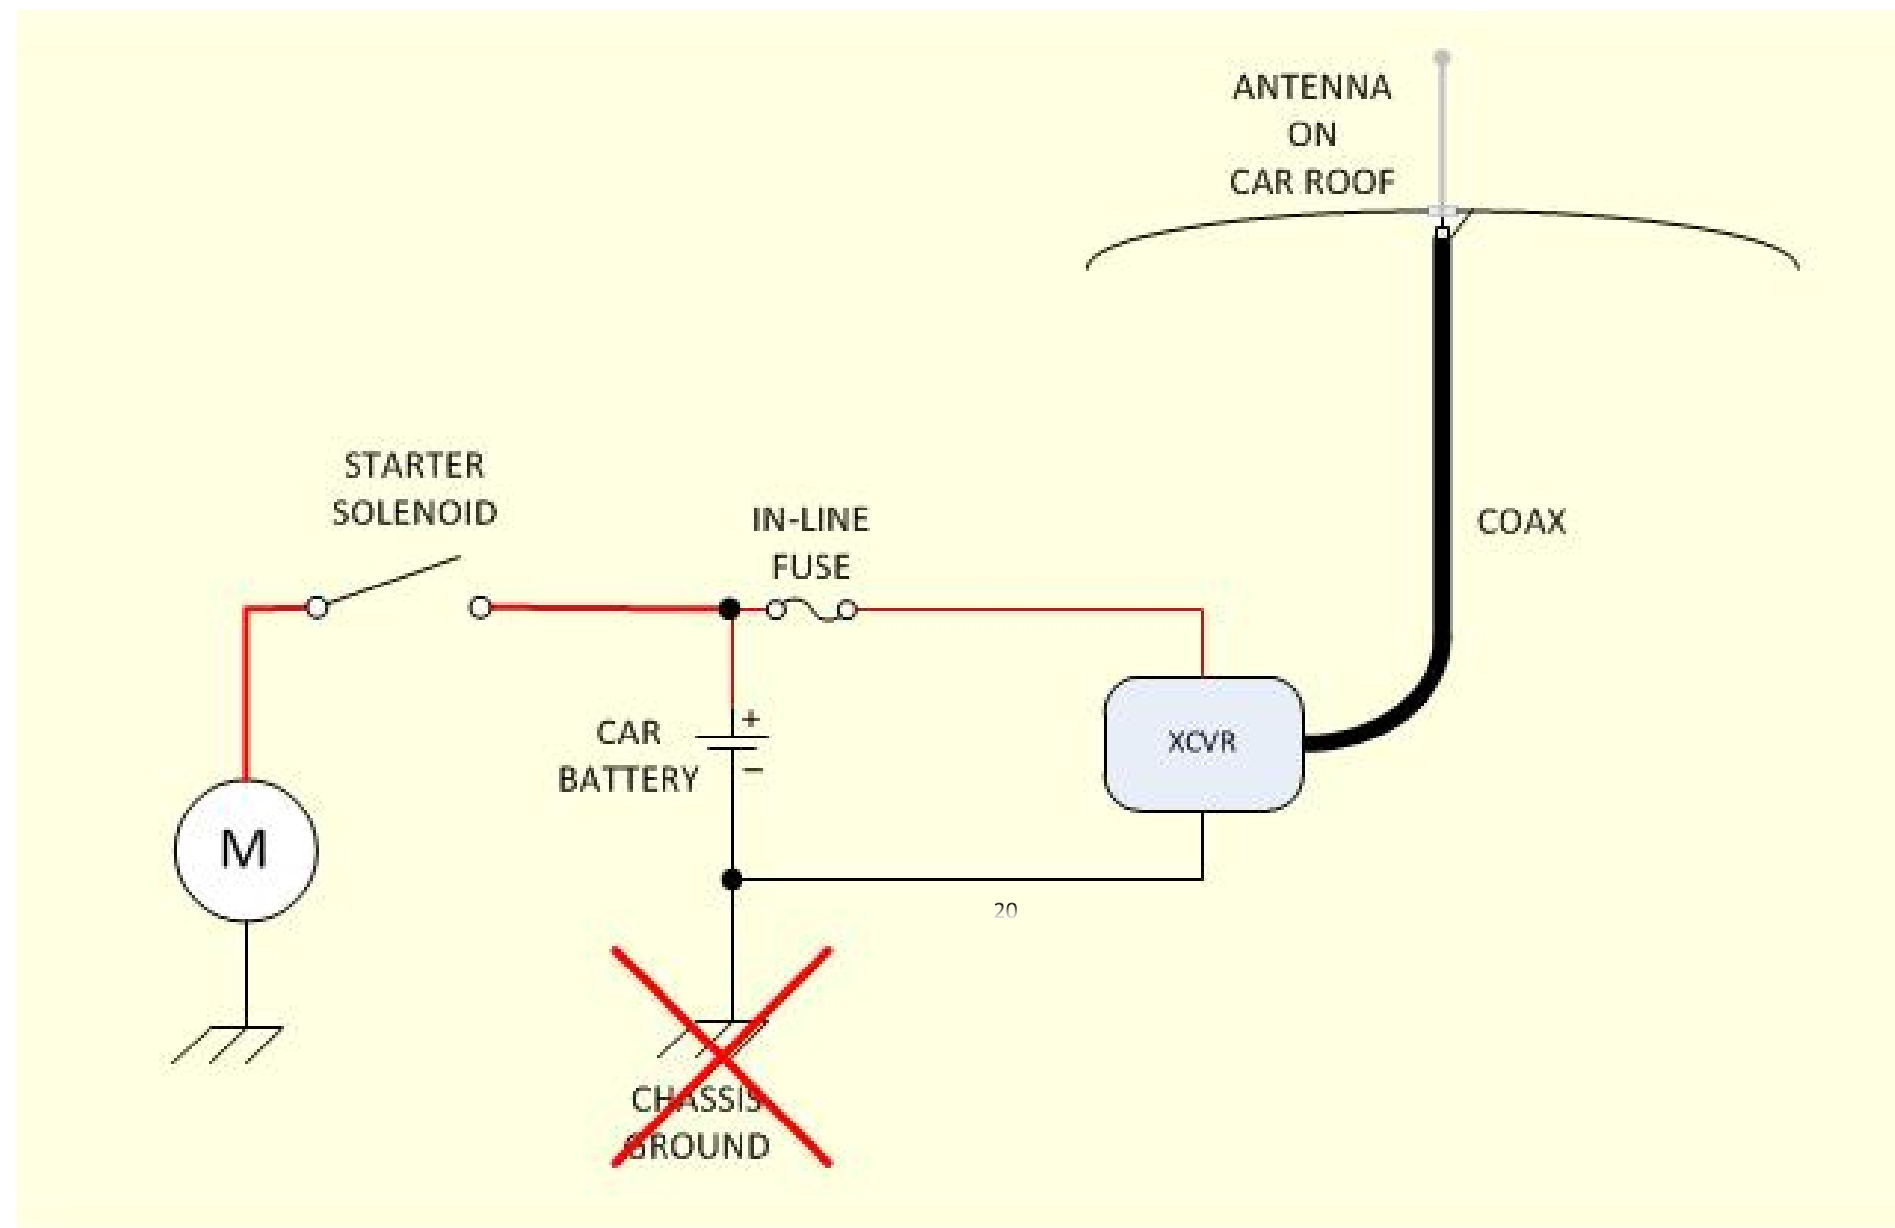 ANTENNA
ON
CAR ROOF
STARTER
SOLENOID
IN-LINE
FUSE
COAX
+
CAR
BATTERY
−
XCVR
M
20
CHASSIS
GROUND